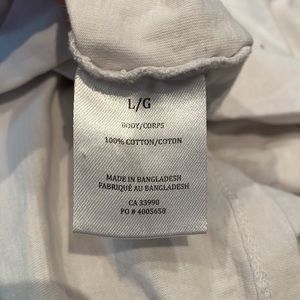 L/G
BODY/CORPS
100% COTTON/COTON
MADE IN BANGLADESH
FABRIQUÉ AU BANGLADESH
CA 33990
PO # 4005658